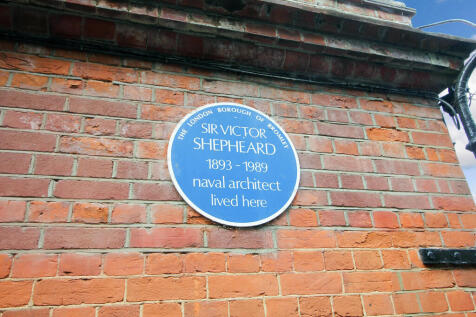 THE LONDON BOROUGH OF BROMLEY
SIR VICTOR
SHEPHEARD
1893 - 1989
naval architect
lived here